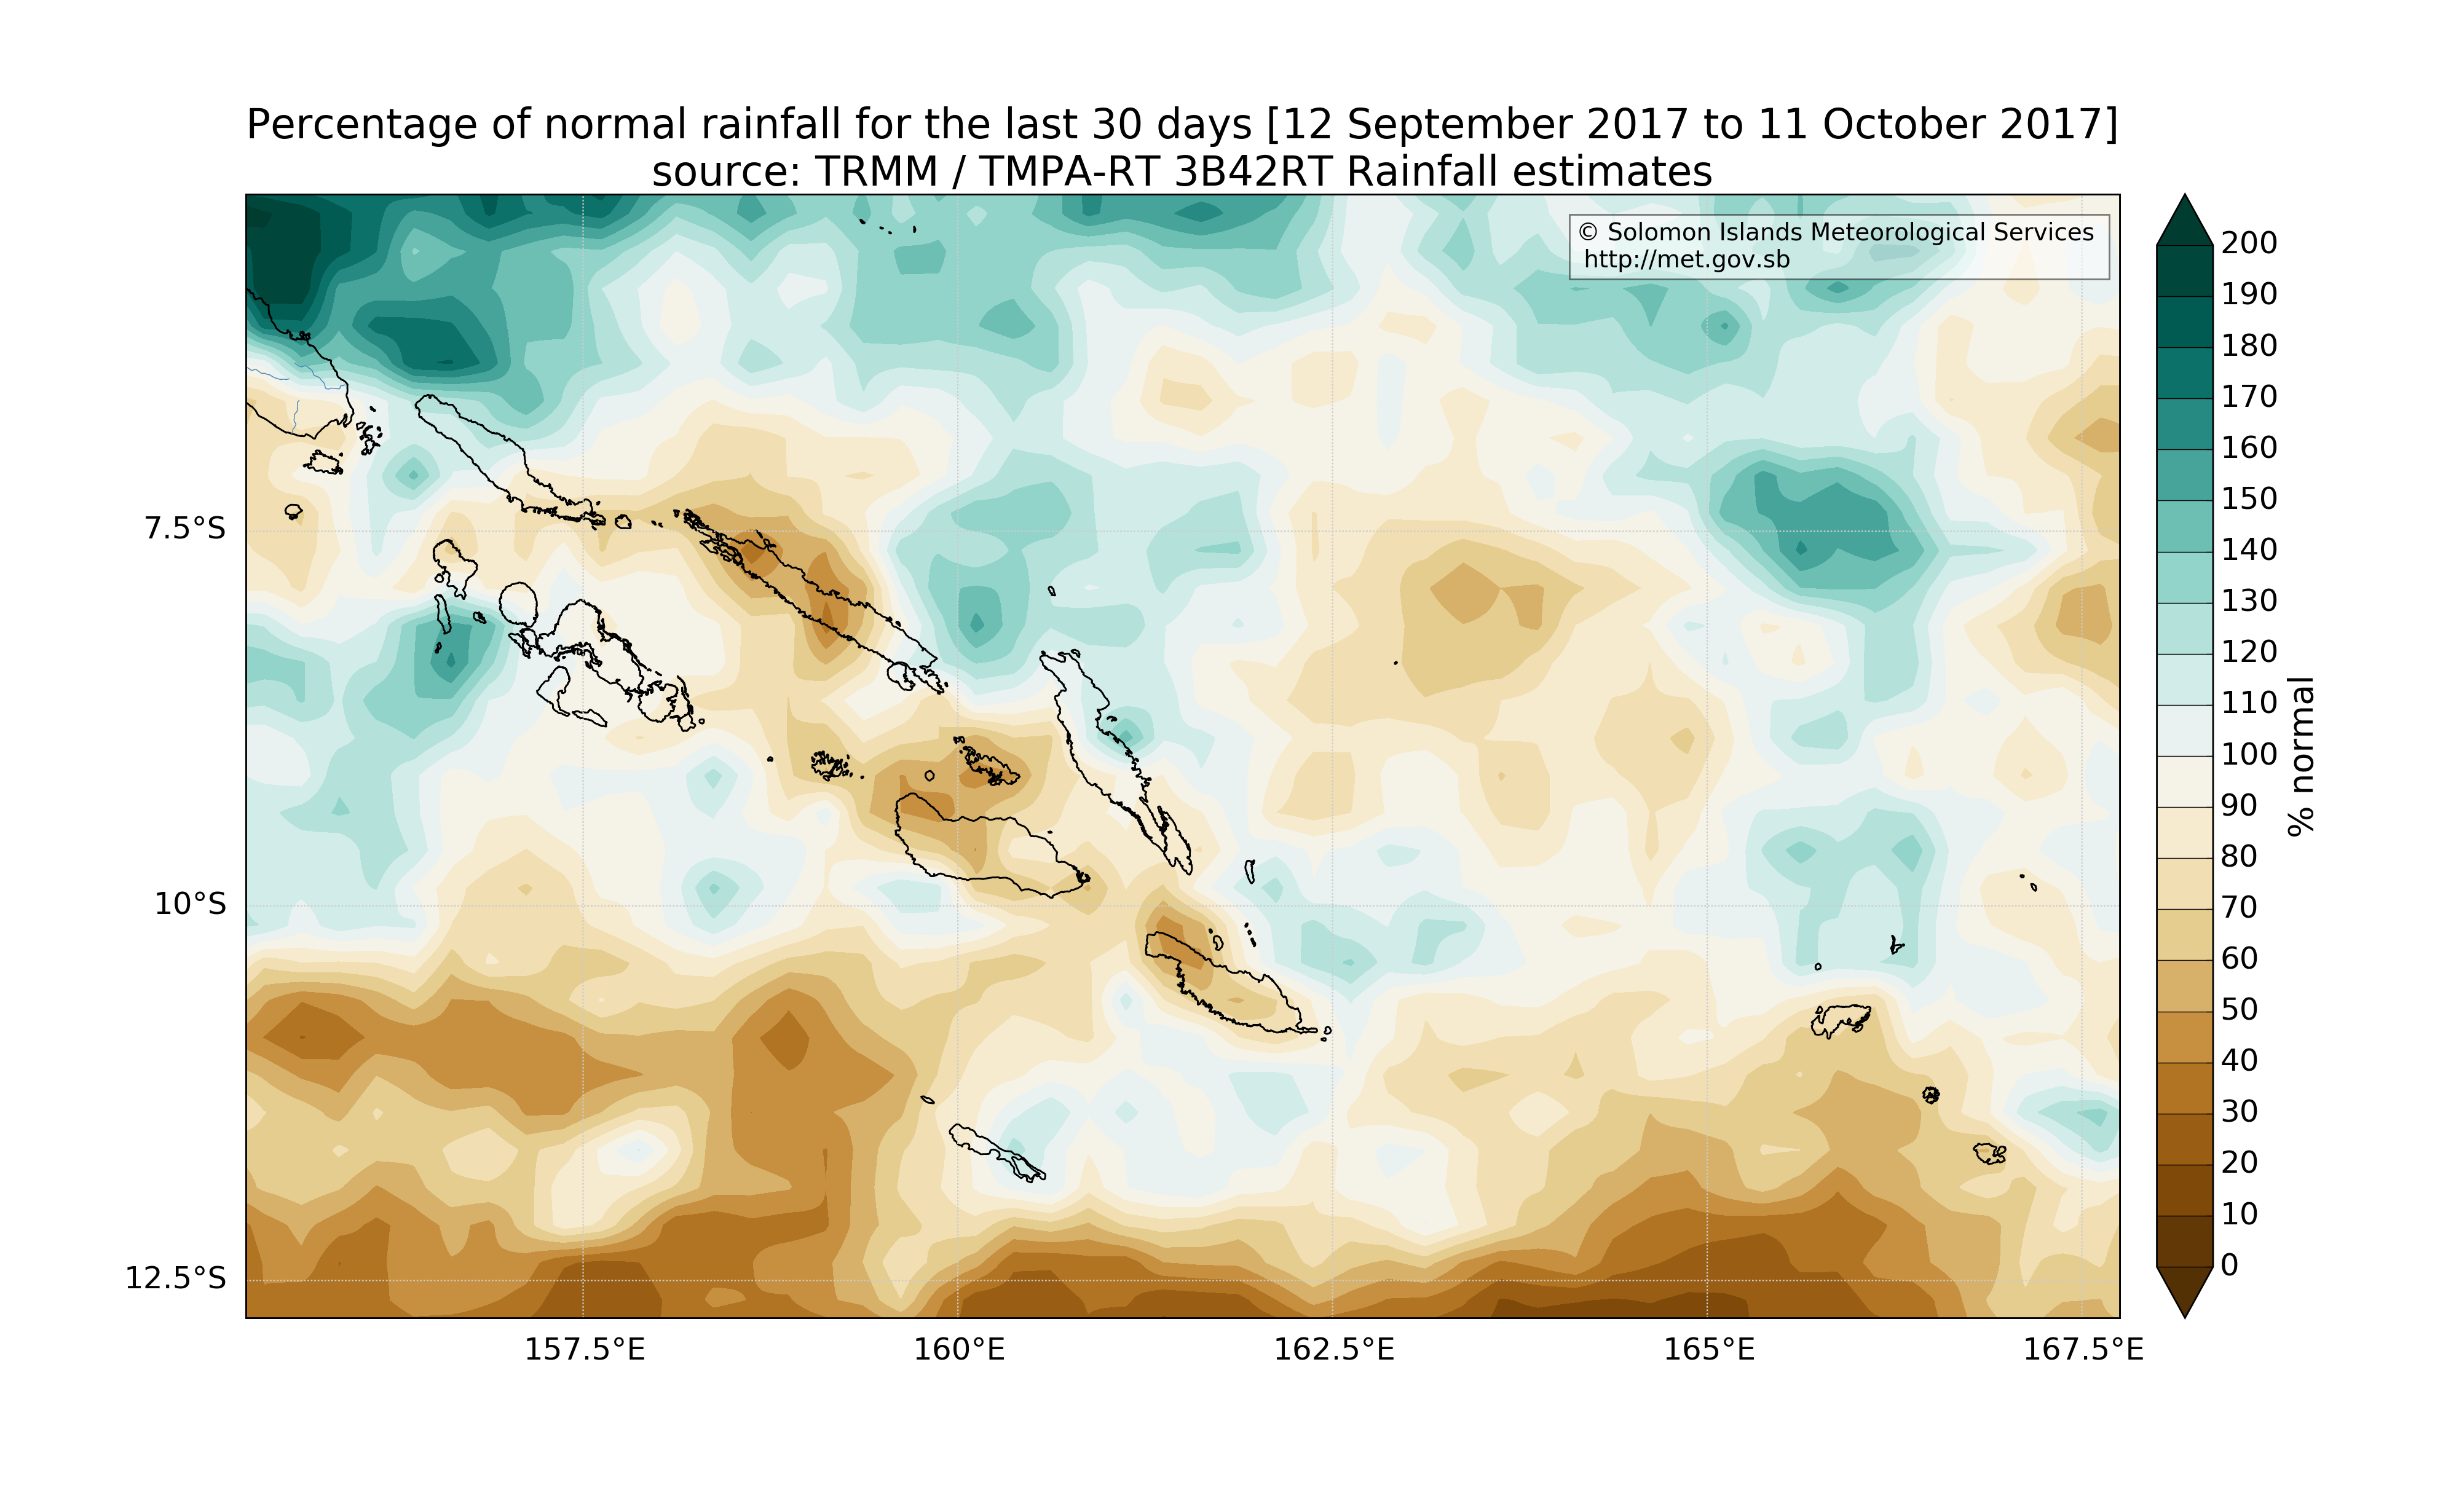 Percentage of normal rainfall for the last 30 days [12 September 2017 to 11 October 2017]
source: TRMM / TMPA-RT 3B42RT Rainfall estimates
© Solomon Islands Meteorological Services
http://met.gov.sb
7.5°S
10°S
12.5°S
157.5°E
160°E
162.5°E
165°E
167.5°E
200
190
180
170
160
150
140
130
120
110
100
90
80
70
60
50
40
30
20
10
0
% normal